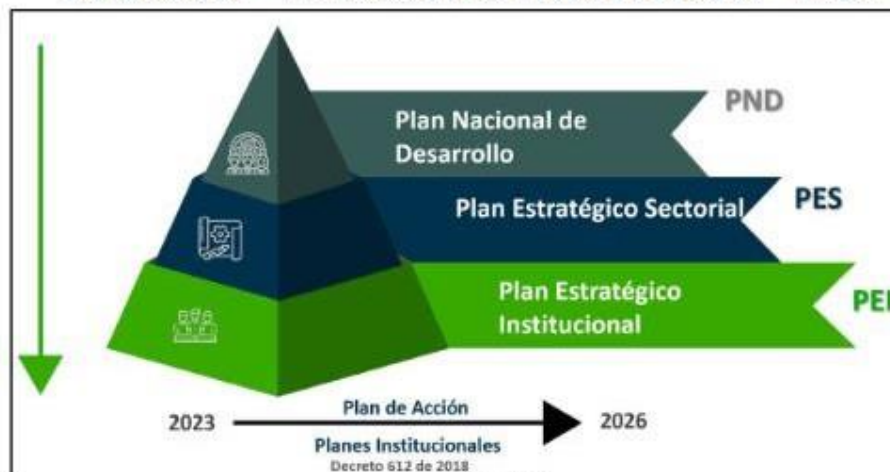 PND
Plan Nacional de
Desarrollo
Plan Estratégico Sectorial
PES
Plan Estratégico
Institucional
PEI
2023
Plan de Acción
2026
Planes Institucionales
Decreto 612 de 2018